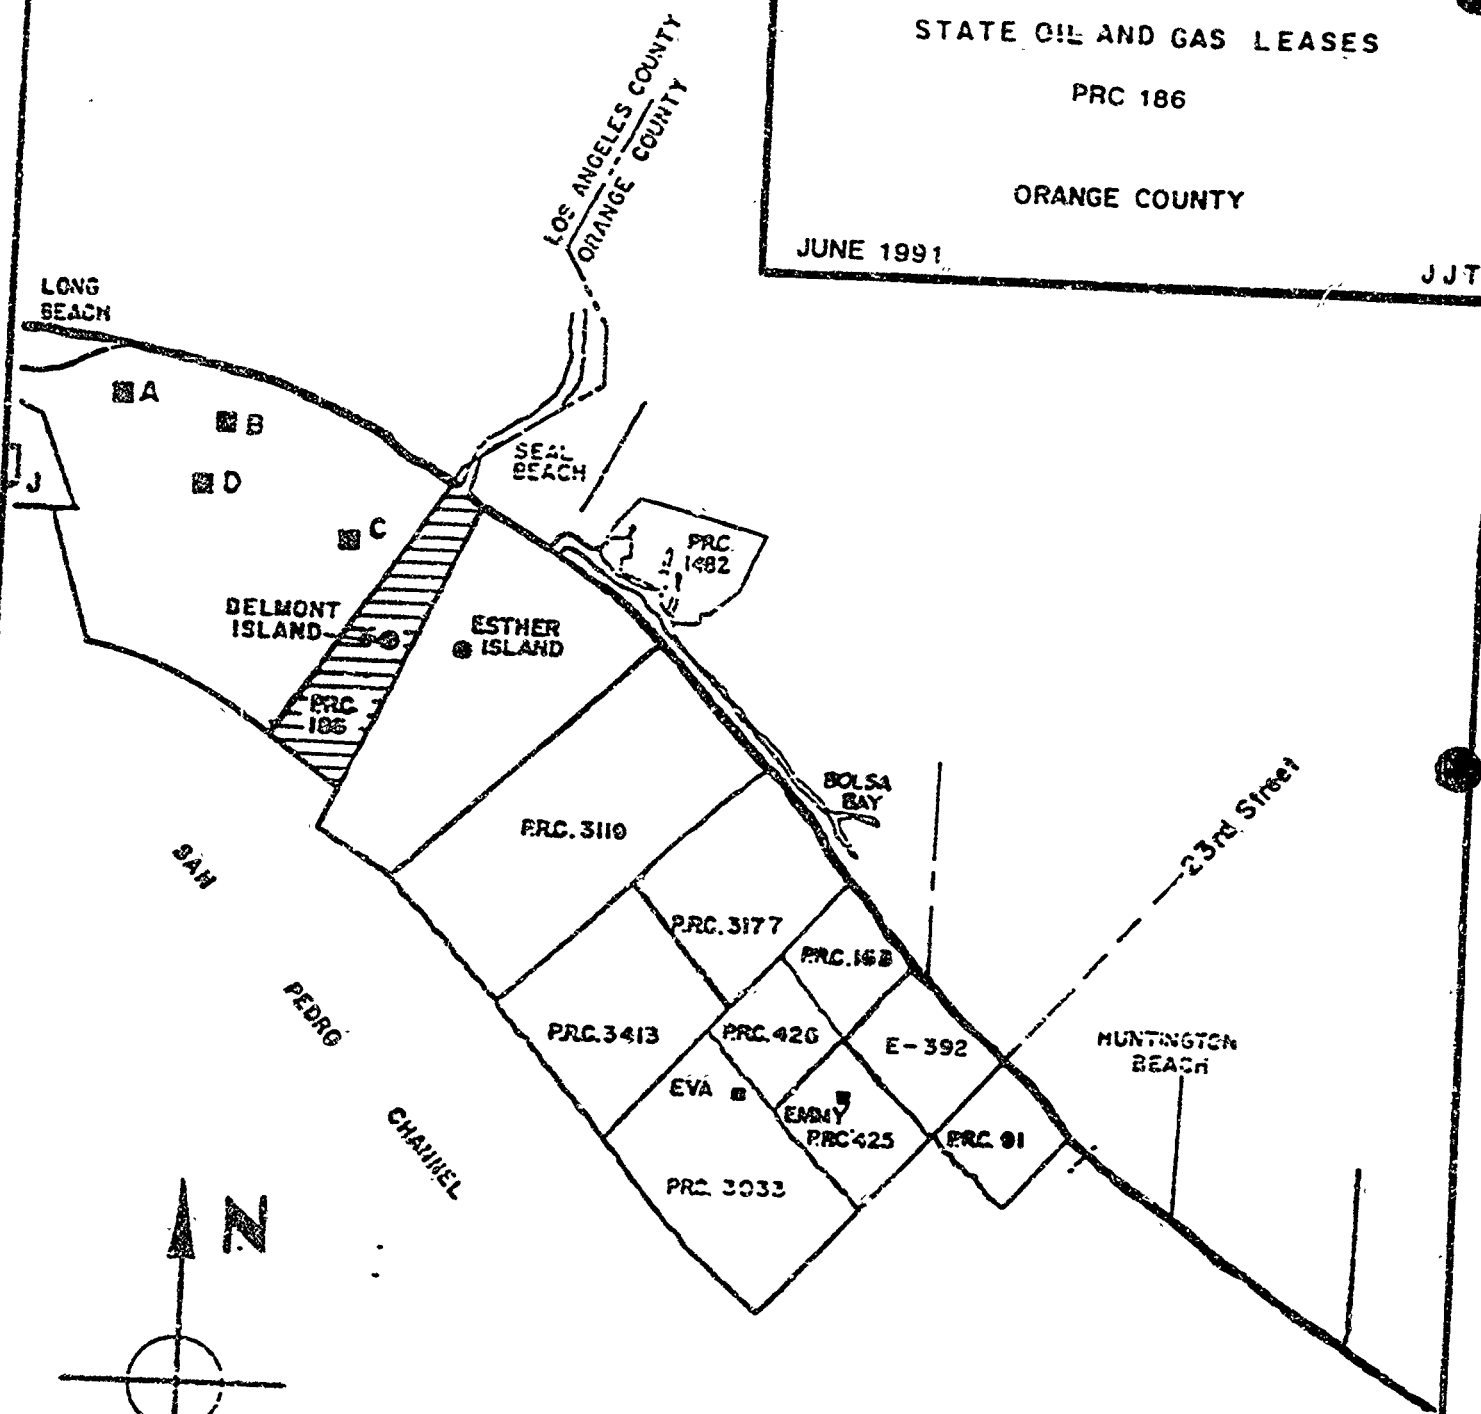 STATE OIL AND GAS LEASES
PRC 186
ORANGE COUNTY
JUNE 1991
JJT
LOS ANGELES COUNTY
ORANGE COUNTY
LONG
BEACH
A
B
D
C
J
SEAL
BEACH
P.R.C.
1482
BELMONT
ISLAND
ESTHER
ISLAND
P.R.C.
186
BOLSA
BAY
23rd Street
P.R.C. 3110
SAN
PEDRO
CHANNEL
P.R.C. 3177
P.R.C. 163
P.R.C. 3413
P.R.C. 426
E-392
HUNTINGTON
BEACH
EVA
EMMY
P.R.C. 425
P.R.C. 91
PRC. 3033
N